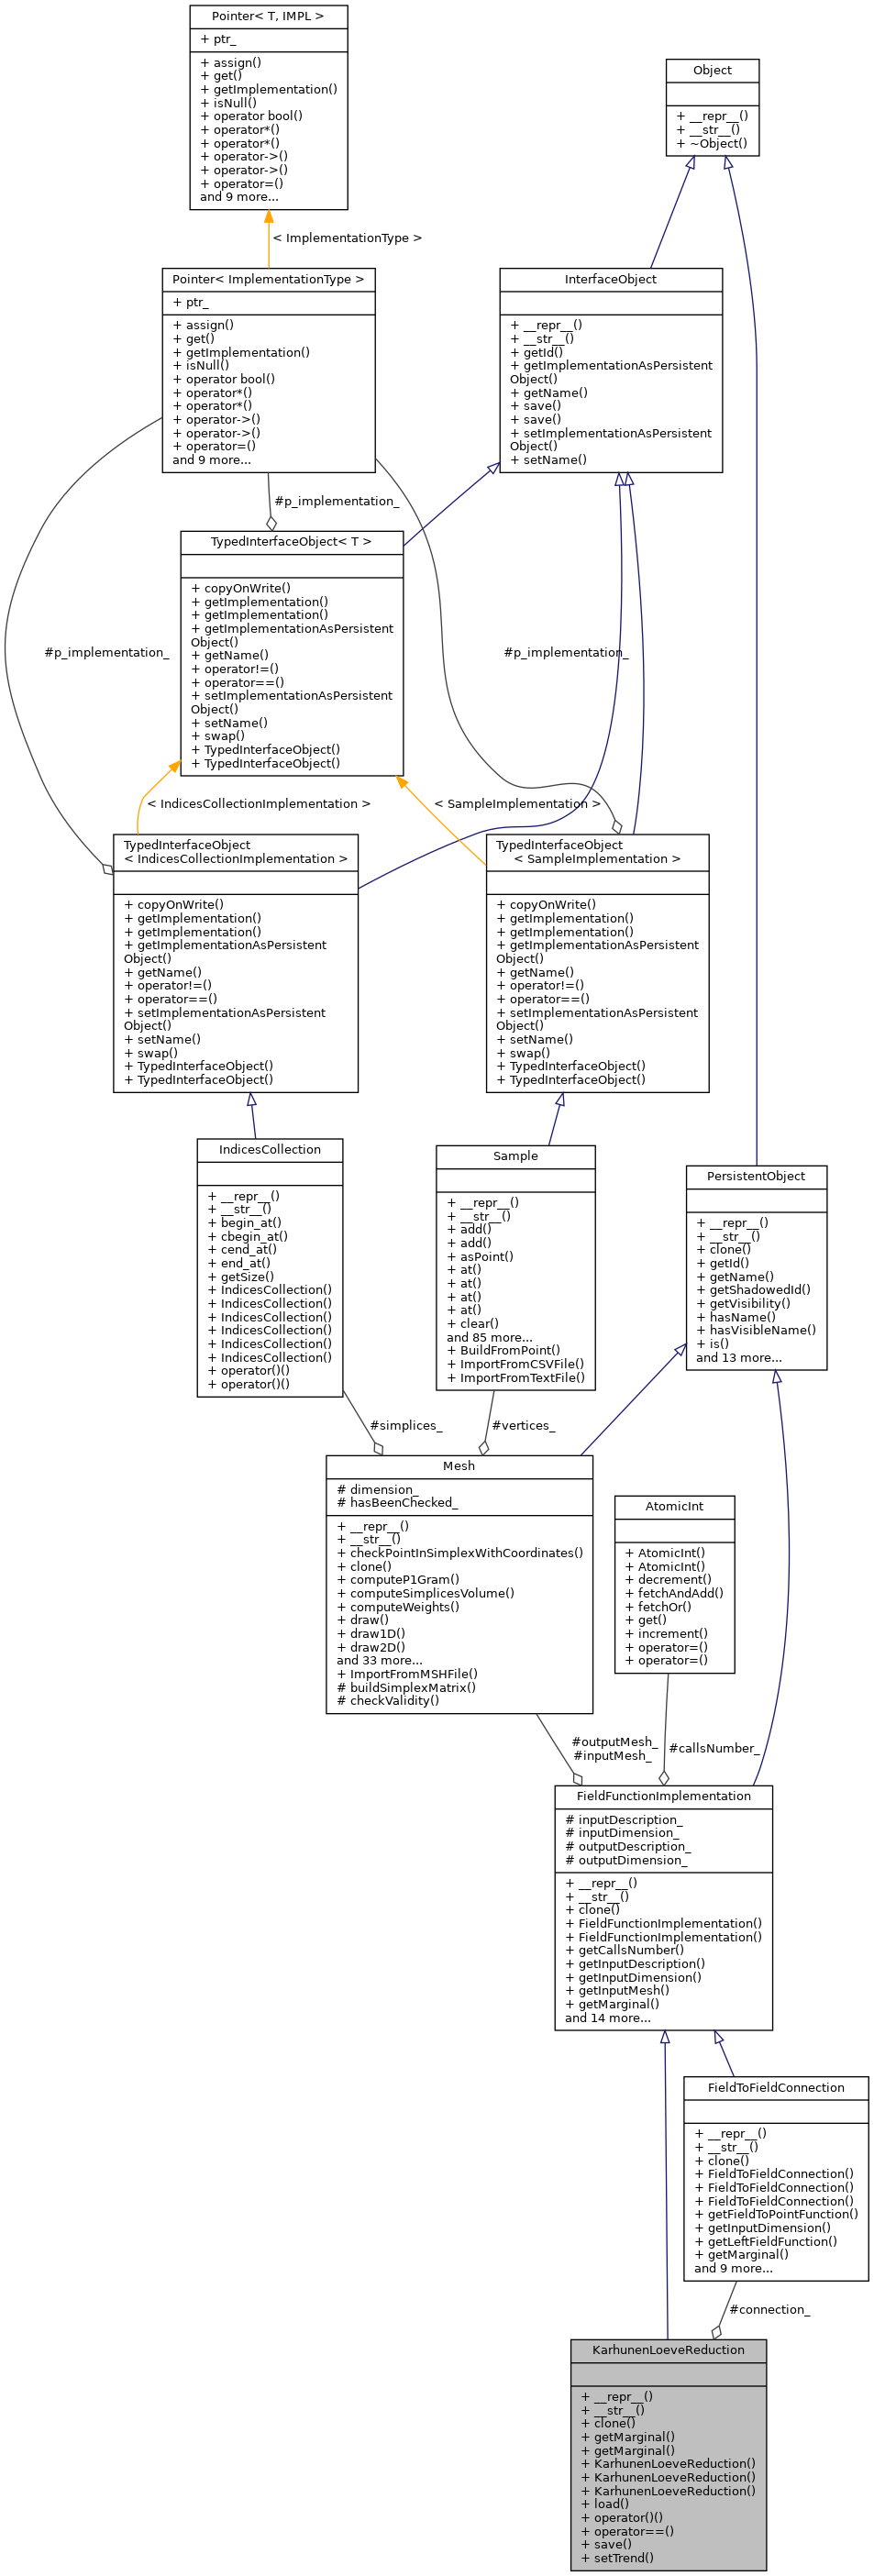 Pointer< T, IMPL >
+ ptr_
+ assign()
+ get()
+ getImplementation()
+ isNull()
+ operator bool()
+ operator*()
+ operator*()
+ operator->()
+ operator->()
+ operator=()
and 9 more...
Object
+ __repr__()
+ __str__()
+ ~Object()
< ImplementationType >
Pointer< ImplementationType >
+ ptr_
+ assign()
+ get()
+ getImplementation()
+ isNull()
+ operator bool()
+ operator*()
+ operator*()
+ operator->()
+ operator->()
+ operator=()
and 9 more...
InterfaceObject
+ __repr__()
+ __str__()
+ getId()
+ getImplementationAsPersistent
Object()
+ getName()
+ save()
+ save()
+ setImplementationAsPersistent
Object()
+ setName()
#p_implementation_
TypedInterfaceObject< T >
+ copyOnWrite()
+ getImplementation()
+ getImplementation()
+ getImplementationAsPersistent
Object()
+ getName()
+ operator!=()
+ operator==()
+ setImplementationAsPersistent
Object()
+ setName()
+ swap()
+ TypedInterfaceObject()
+ TypedInterfaceObject()
#p_implementation_
#p_implementation_
< IndicesCollectionImplementation >
< SampleImplementation >
TypedInterfaceObject
< IndicesCollectionImplementation >
+ copyOnWrite()
+ getImplementation()
+ getImplementation()
+ getImplementationAsPersistent
Object()
+ getName()
+ operator!=()
+ operator==()
+ setImplementationAsPersistent
Object()
+ setName()
+ swap()
+ TypedInterfaceObject()
+ TypedInterfaceObject()
TypedInterfaceObject
< SampleImplementation >
+ copyOnWrite()
+ getImplementation()
+ getImplementation()
+ getImplementationAsPersistent
Object()
+ getName()
+ operator!=()
+ operator==()
+ setImplementationAsPersistent
Object()
+ setName()
+ swap()
+ TypedInterfaceObject()
+ TypedInterfaceObject()
IndicesCollection
+ __repr__()
+ __str__()
+ begin_at()
+ cbegin_at()
+ cend_at()
+ end_at()
+ getSize()
+ IndicesCollection()
+ IndicesCollection()
+ IndicesCollection()
+ IndicesCollection()
+ IndicesCollection()
+ IndicesCollection()
+ operator()()
+ operator()()
Sample
+ __repr__()
+ __str__()
+ add()
+ add()
+ asPoint()
+ at()
+ at()
+ at()
+ at()
+ clear()
and 85 more...
+ BuildFromPoint()
+ ImportFromCSVFile()
+ ImportFromTextFile()
PersistentObject
+ __repr__()
+ __str__()
+ clone()
+ getId()
+ getName()
+ getShadowedId()
+ getVisibility()
+ hasName()
+ hasVisibleName()
+ is()
and 13 more...
#simplices_
#vertices_
Mesh
# dimension_
# hasBeenChecked_
+ __repr__()
+ __str__()
+ checkPointInSimplexWithCoordinates()
+ clone()
+ computeP1Gram()
+ computeSimplicesVolume()
+ computeWeights()
+ draw()
+ draw1D()
+ draw2D()
and 33 more...
+ ImportFromMSHFile()
# buildSimplexMatrix()
# checkValidity()
AtomicInt
+ AtomicInt()
+ AtomicInt()
+ decrement()
+ fetchAndAdd()
+ fetchOr()
+ get()
+ increment()
+ operator=()
+ operator=()
#outputMesh_
#inputMesh_
#callsNumber_
FieldFunctionImplementation
# inputDescription_
# inputDimension_
# outputDescription_
# outputDimension_
+ __repr__()
+ __str__()
+ clone()
+ FieldFunctionImplementation()
+ FieldFunctionImplementation()
+ getCallsNumber()
+ getInputDescription()
+ getInputDimension()
+ getInputMesh()
+ getMarginal()
and 14 more...
FieldToFieldConnection
+ __repr__()
+ __str__()
+ clone()
+ FieldToFieldConnection()
+ FieldToFieldConnection()
+ FieldToFieldConnection()
+ getFieldToPointFunction()
+ getInputDimension()
+ getLeftFieldFunction()
+ getMarginal()
and 9 more...
#connection_
KarhunenLoeveReduction
+ __repr__()
+ __str__()
+ clone()
+ getMarginal()
+ getMarginal()
+ KarhunenLoeveReduction()
+ KarhunenLoeveReduction()
+ KarhunenLoeveReduction()
+ load()
+ operator()()
+ operator==()
+ save()
+ setTrend()